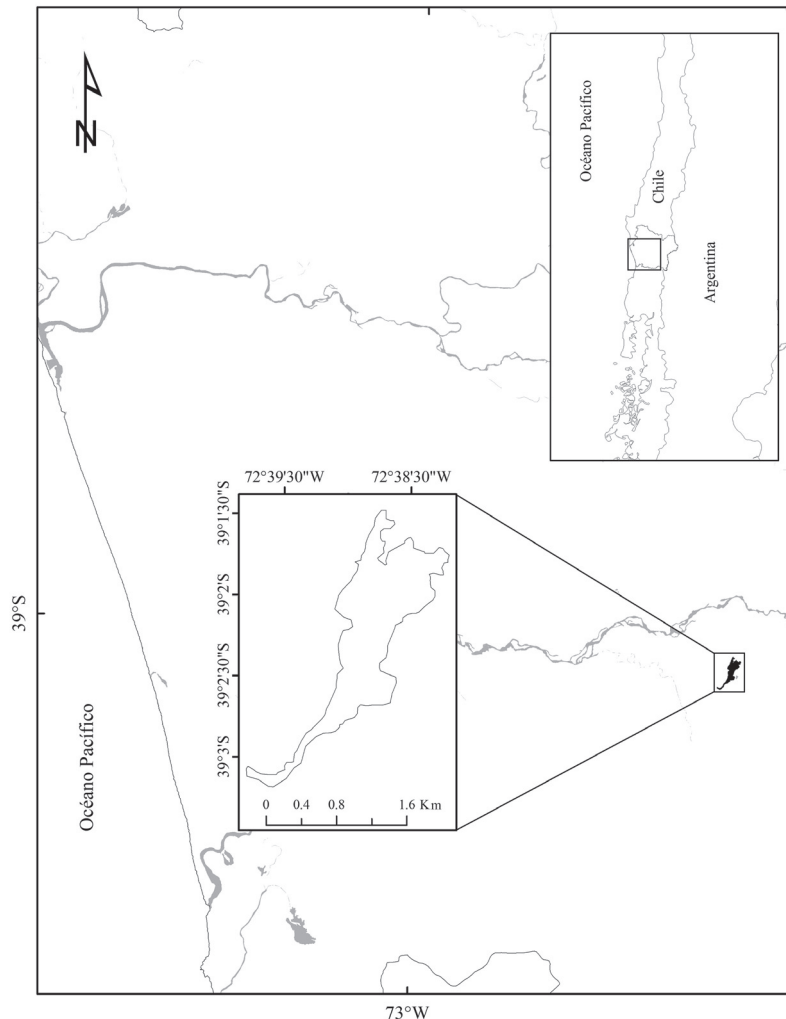 N
Océano Pacífico
Chile
Argentina
72°39'30"W
72°38'30"W
39°1'30"S
39°2'S
39°2'30"S
39°3'S
0 0.4 0.8 1.6 Km
39°S
Océano Pacífico
73°W